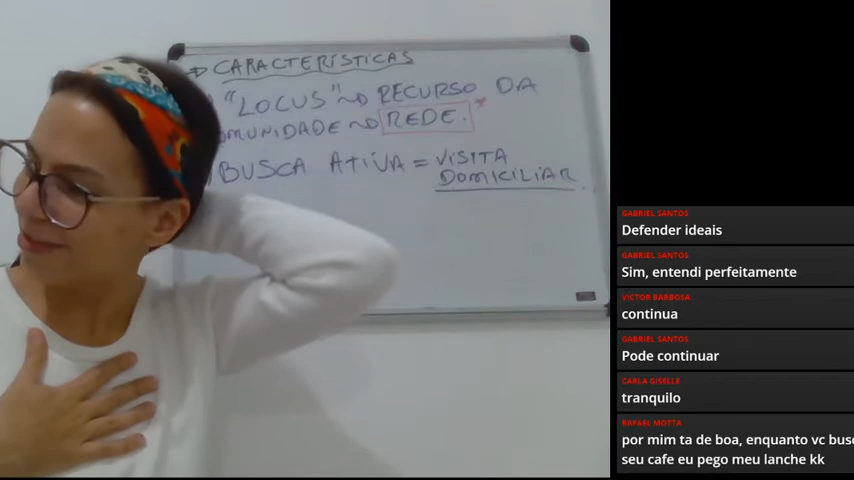 → CARACTERÍSTICAS
"LOCUS" ~> RECURSO DA
OMUNIDADE ~> REDE. *
BUSCA ATIVA = VISITA
DOMICILIAR.
GABRIEL SANTOS
Defender ideais
GABRIEL SANTOS
Sim, entendi perfeitamente
VICTOR BARBOSA
continua
GABRIEL SANTOS
Pode continuar
CARLA GISELLE
tranquilo
RAFAEL MOTTA
por mim ta de boa, enquanto vc busc
seu cafe eu pego meu lanche kk